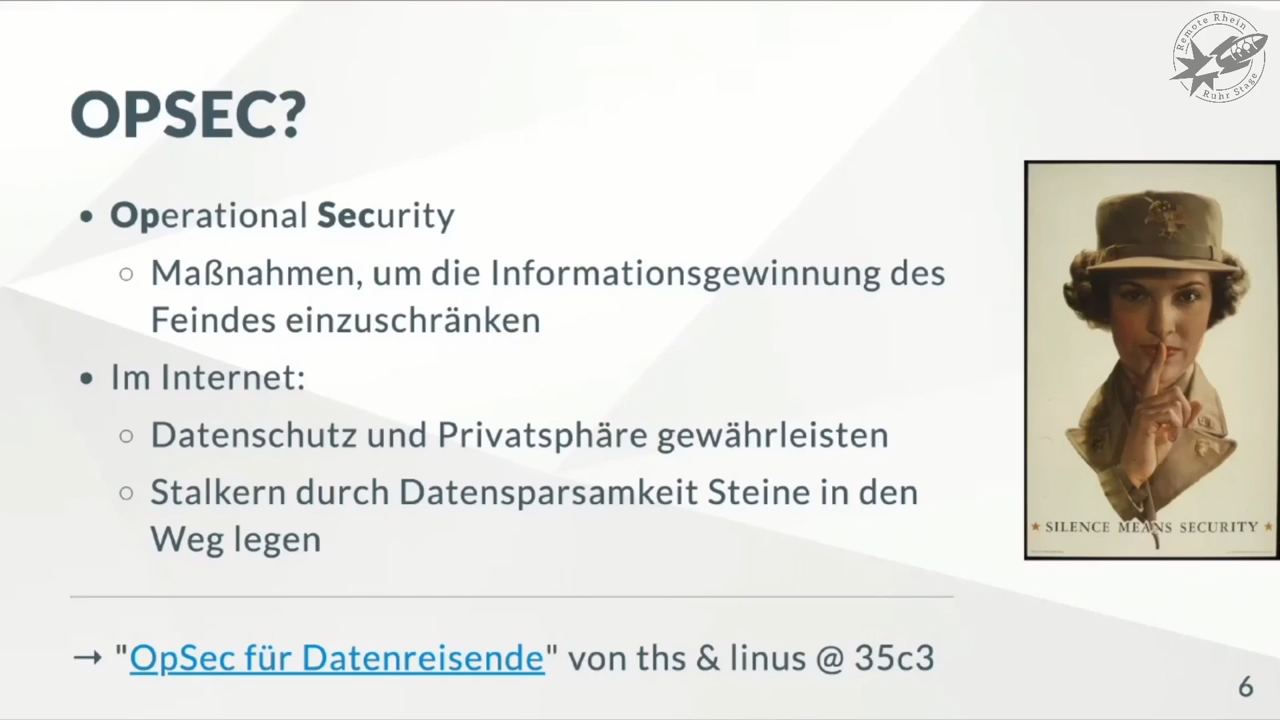 Remote Rhein
Ruhr Stage
OPSEC?
• Operational Security
○ Maßnahmen, um die Informationsgewinnung des
Feindes einzuschränken
• Im Internet:
○ Datenschutz und Privatsphäre gewährleisten
○ Stalkern durch Datensparsamkeit Steine in den
Weg legen
★ SILENCE MEANS SECURITY ★
→ "OpSec für Datenreisende" von ths & linus @ 35c3
6